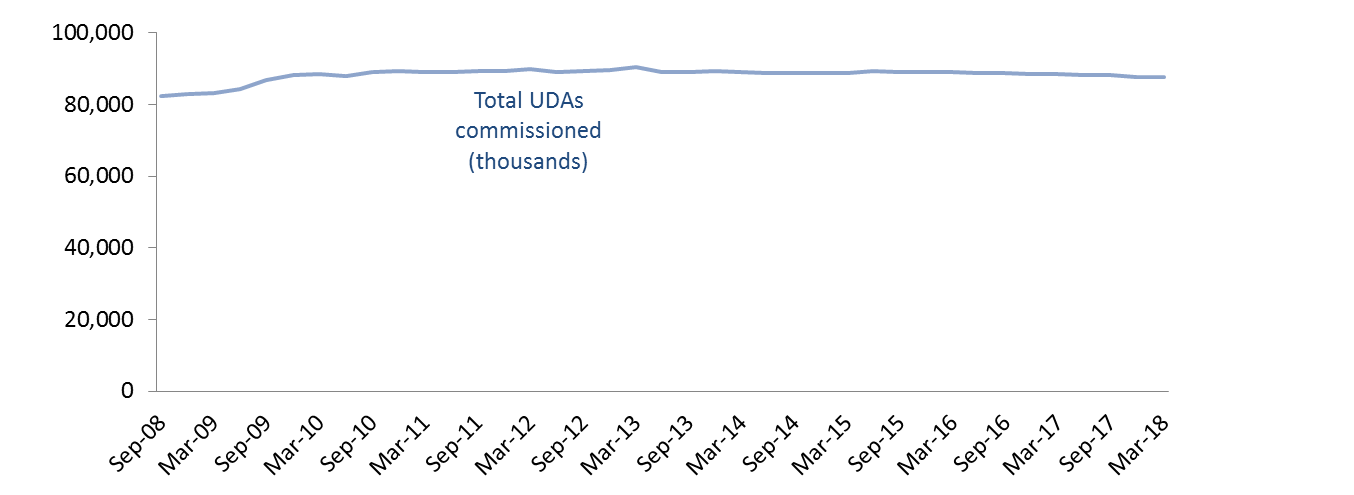 100,000
80,000
60,000
40,000
20,000
0
Total UDAs
commissioned
(thousands)
Sep-08
Mar-09
Sep-09
Mar-10
Sep-10
Mar-11
Sep-11
Mar-12
Sep-12
Mar-13
Sep-13
Mar-14
Sep-14
Mar-15
Sep-15
Mar-16
Sep-16
Mar-17
Sep-17
Mar-18